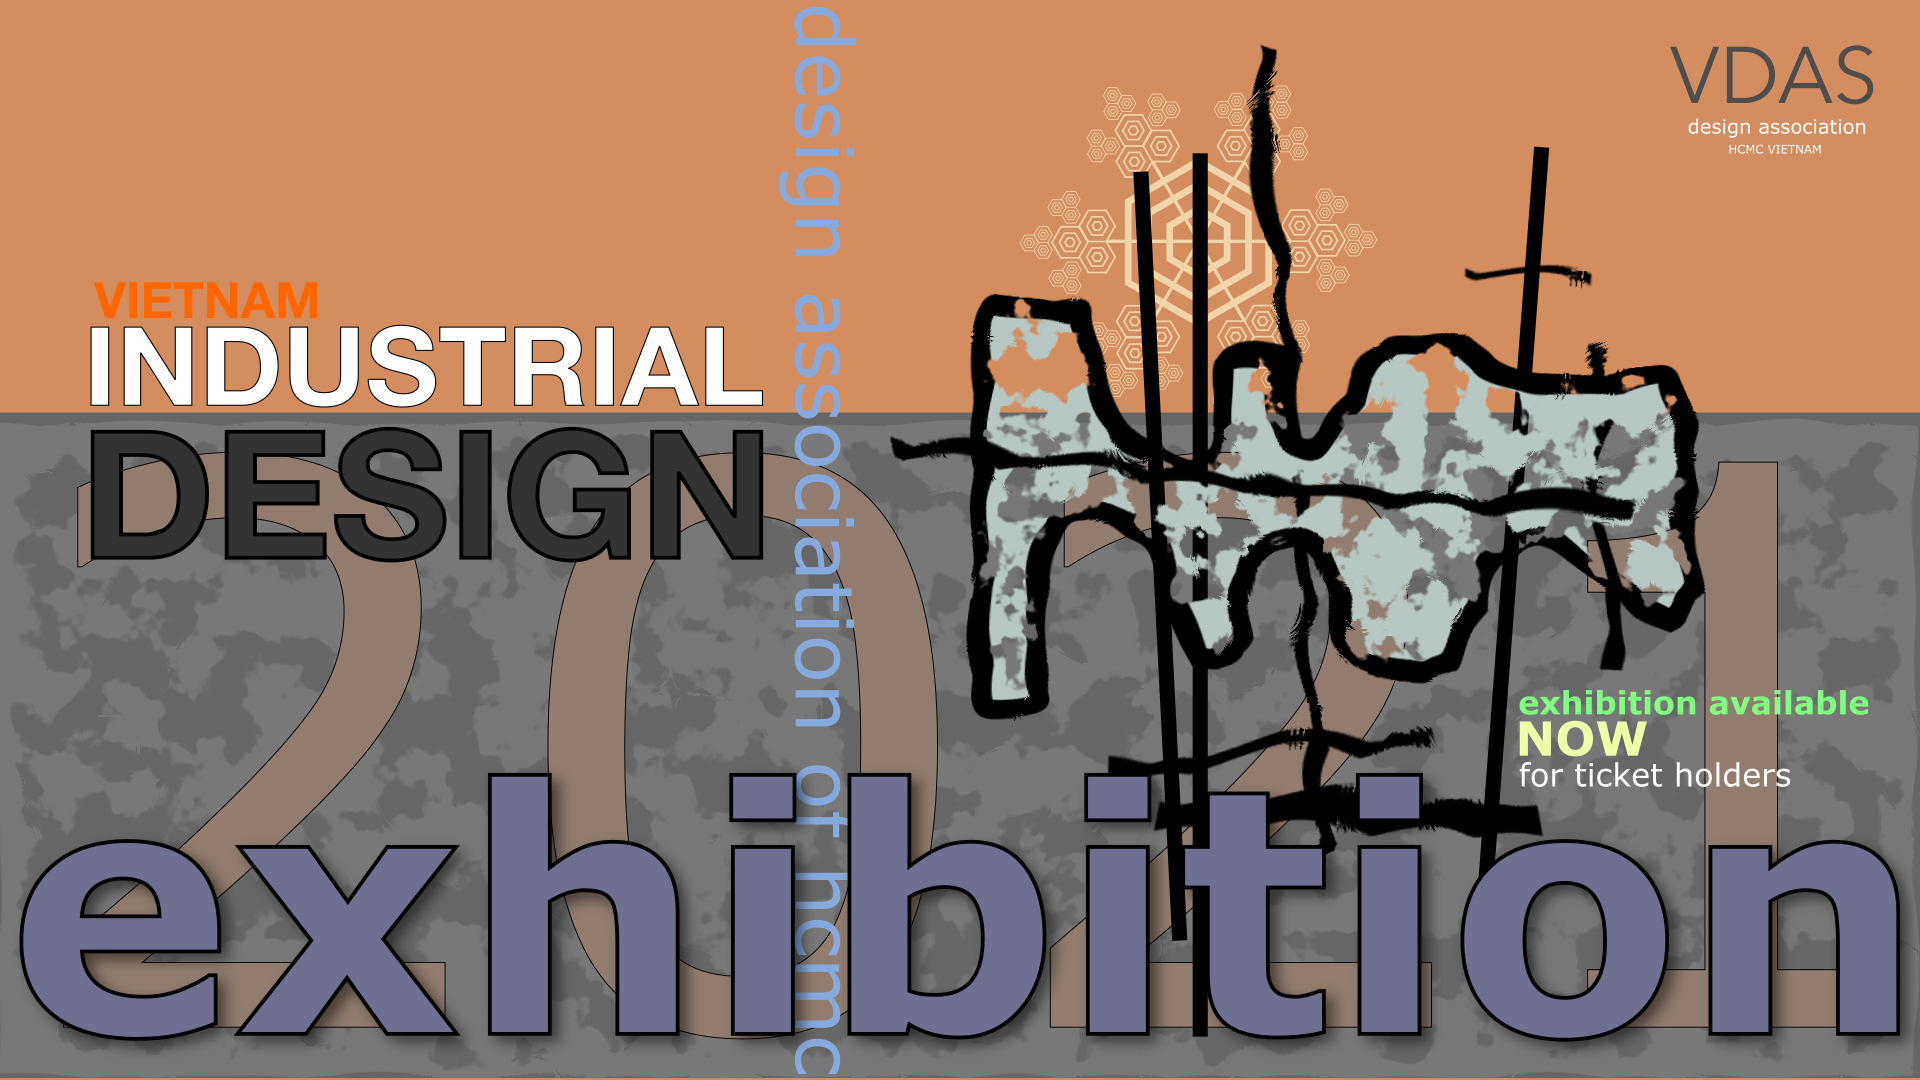 VDAS
design association
HCMC VIETNAM
VIETNAM
INDUSTRIAL
DESIGN
design association of hcmc
2021
exhibition available
NOW
for ticket holders
exhibition